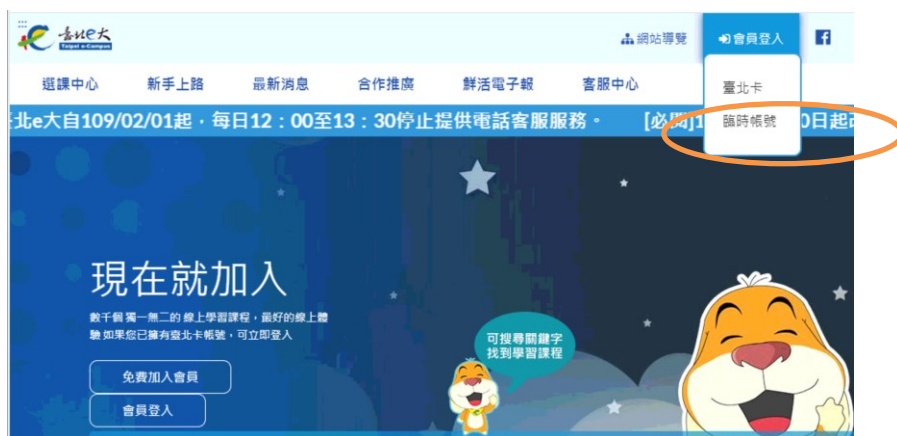 臺北e大
Taipei e-Campus
網站導覽
會員登入
選課中心
新手上路
最新消息
合作推廣
鮮活電子報
客服中心
臺北卡
臨時帳號
北e大自109/02/01起,每日12:00至13:30停止提供電話客服服務。 [必閱]1 0日起
現在就加入
數千個獨一無二的 線上學習課程,最好的線上體
驗 如果您已擁有臺北卡帳號,可立即登入
免費加入會員
會員登入
可搜尋關鍵字
找到學習課程